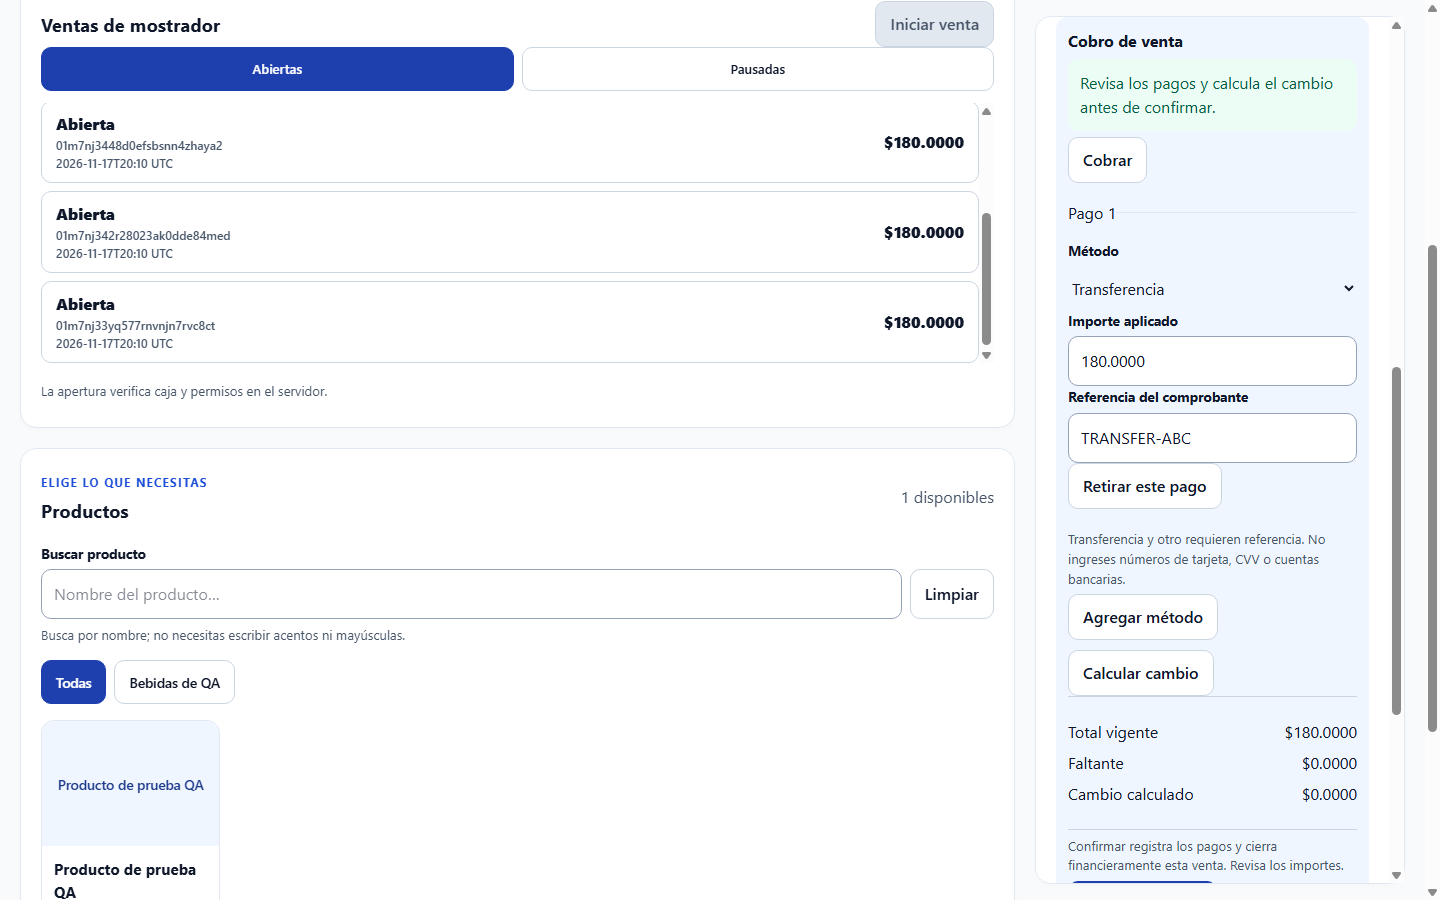 Ventas de mostrador
Iniciar venta
Abiertas
Pausadas
Abierta
01m7nj3448d0efsbsnn4zhaya2
2026-11-17T20:10 UTC
$180.0000
Abierta
01m7nj342r28023ak0dde84med
2026-11-17T20:10 UTC
$180.0000
Abierta
01m7nj33yq577rnvnjn7rvc8ct
2026-11-17T20:10 UTC
$180.0000
La apertura verifica caja y permisos en el servidor.
ELIGE LO QUE NECESITAS
Productos
1 disponibles
Buscar producto
Nombre del producto...
Limpiar
Busca por nombre; no necesitas escribir acentos ni mayúsculas.
Todas
Bebidas de QA
Producto de prueba QA
Producto de prueba
QA
Cobro de venta
Revisa los pagos y calcula el cambio
antes de confirmar.
Cobrar
Pago 1
Método
Transferencia
Importe aplicado
180.0000
Referencia del comprobante
TRANSFER-ABC
Retirar este pago
Transferencia y otro requieren referencia. No
ingreses números de tarjeta, CVV o cuentas
bancarias.
Agregar método
Calcular cambio
Total vigente
$180.0000
Faltante
$0.0000
Cambio calculado
$0.0000
Confirmar registra los pagos y cierra
financieramente esta venta. Revisa los importes.